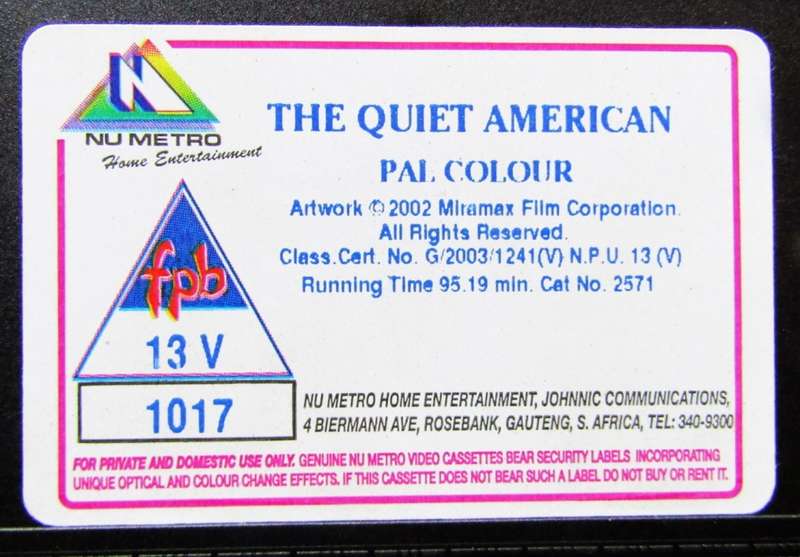 N
NU METRO
Home Entertainment
THE QUIET AMERICAN
PAL COLOUR
Artwork © 2002 Miramax Film Corporation.
All Rights Reserved.
Class.Cert. No. G/2003/1241(V) N.P.U. 13 (V)
Running Time 95.19 min. Cat No. 2571
fpb
13 V
1017
NU METRO HOME ENTERTAINMENT, JOHNNIC COMMUNICATIONS,
4 BIERMANN AVE, ROSEBANK, GAUTENG, S. AFRICA, TEL: 340-9300
FOR PRIVATE AND DOMESTIC USE ONLY. GENUINE NU METRO VIDEO CASSETTES BEAR SECURITY LABELS INCORPORATING
UNIQUE OPTICAL AND COLOUR CHANGE EFFECTS. IF THIS CASSETTE DOES NOT BEAR SUCH A LABEL DO NOT BUY OR RENT IT.